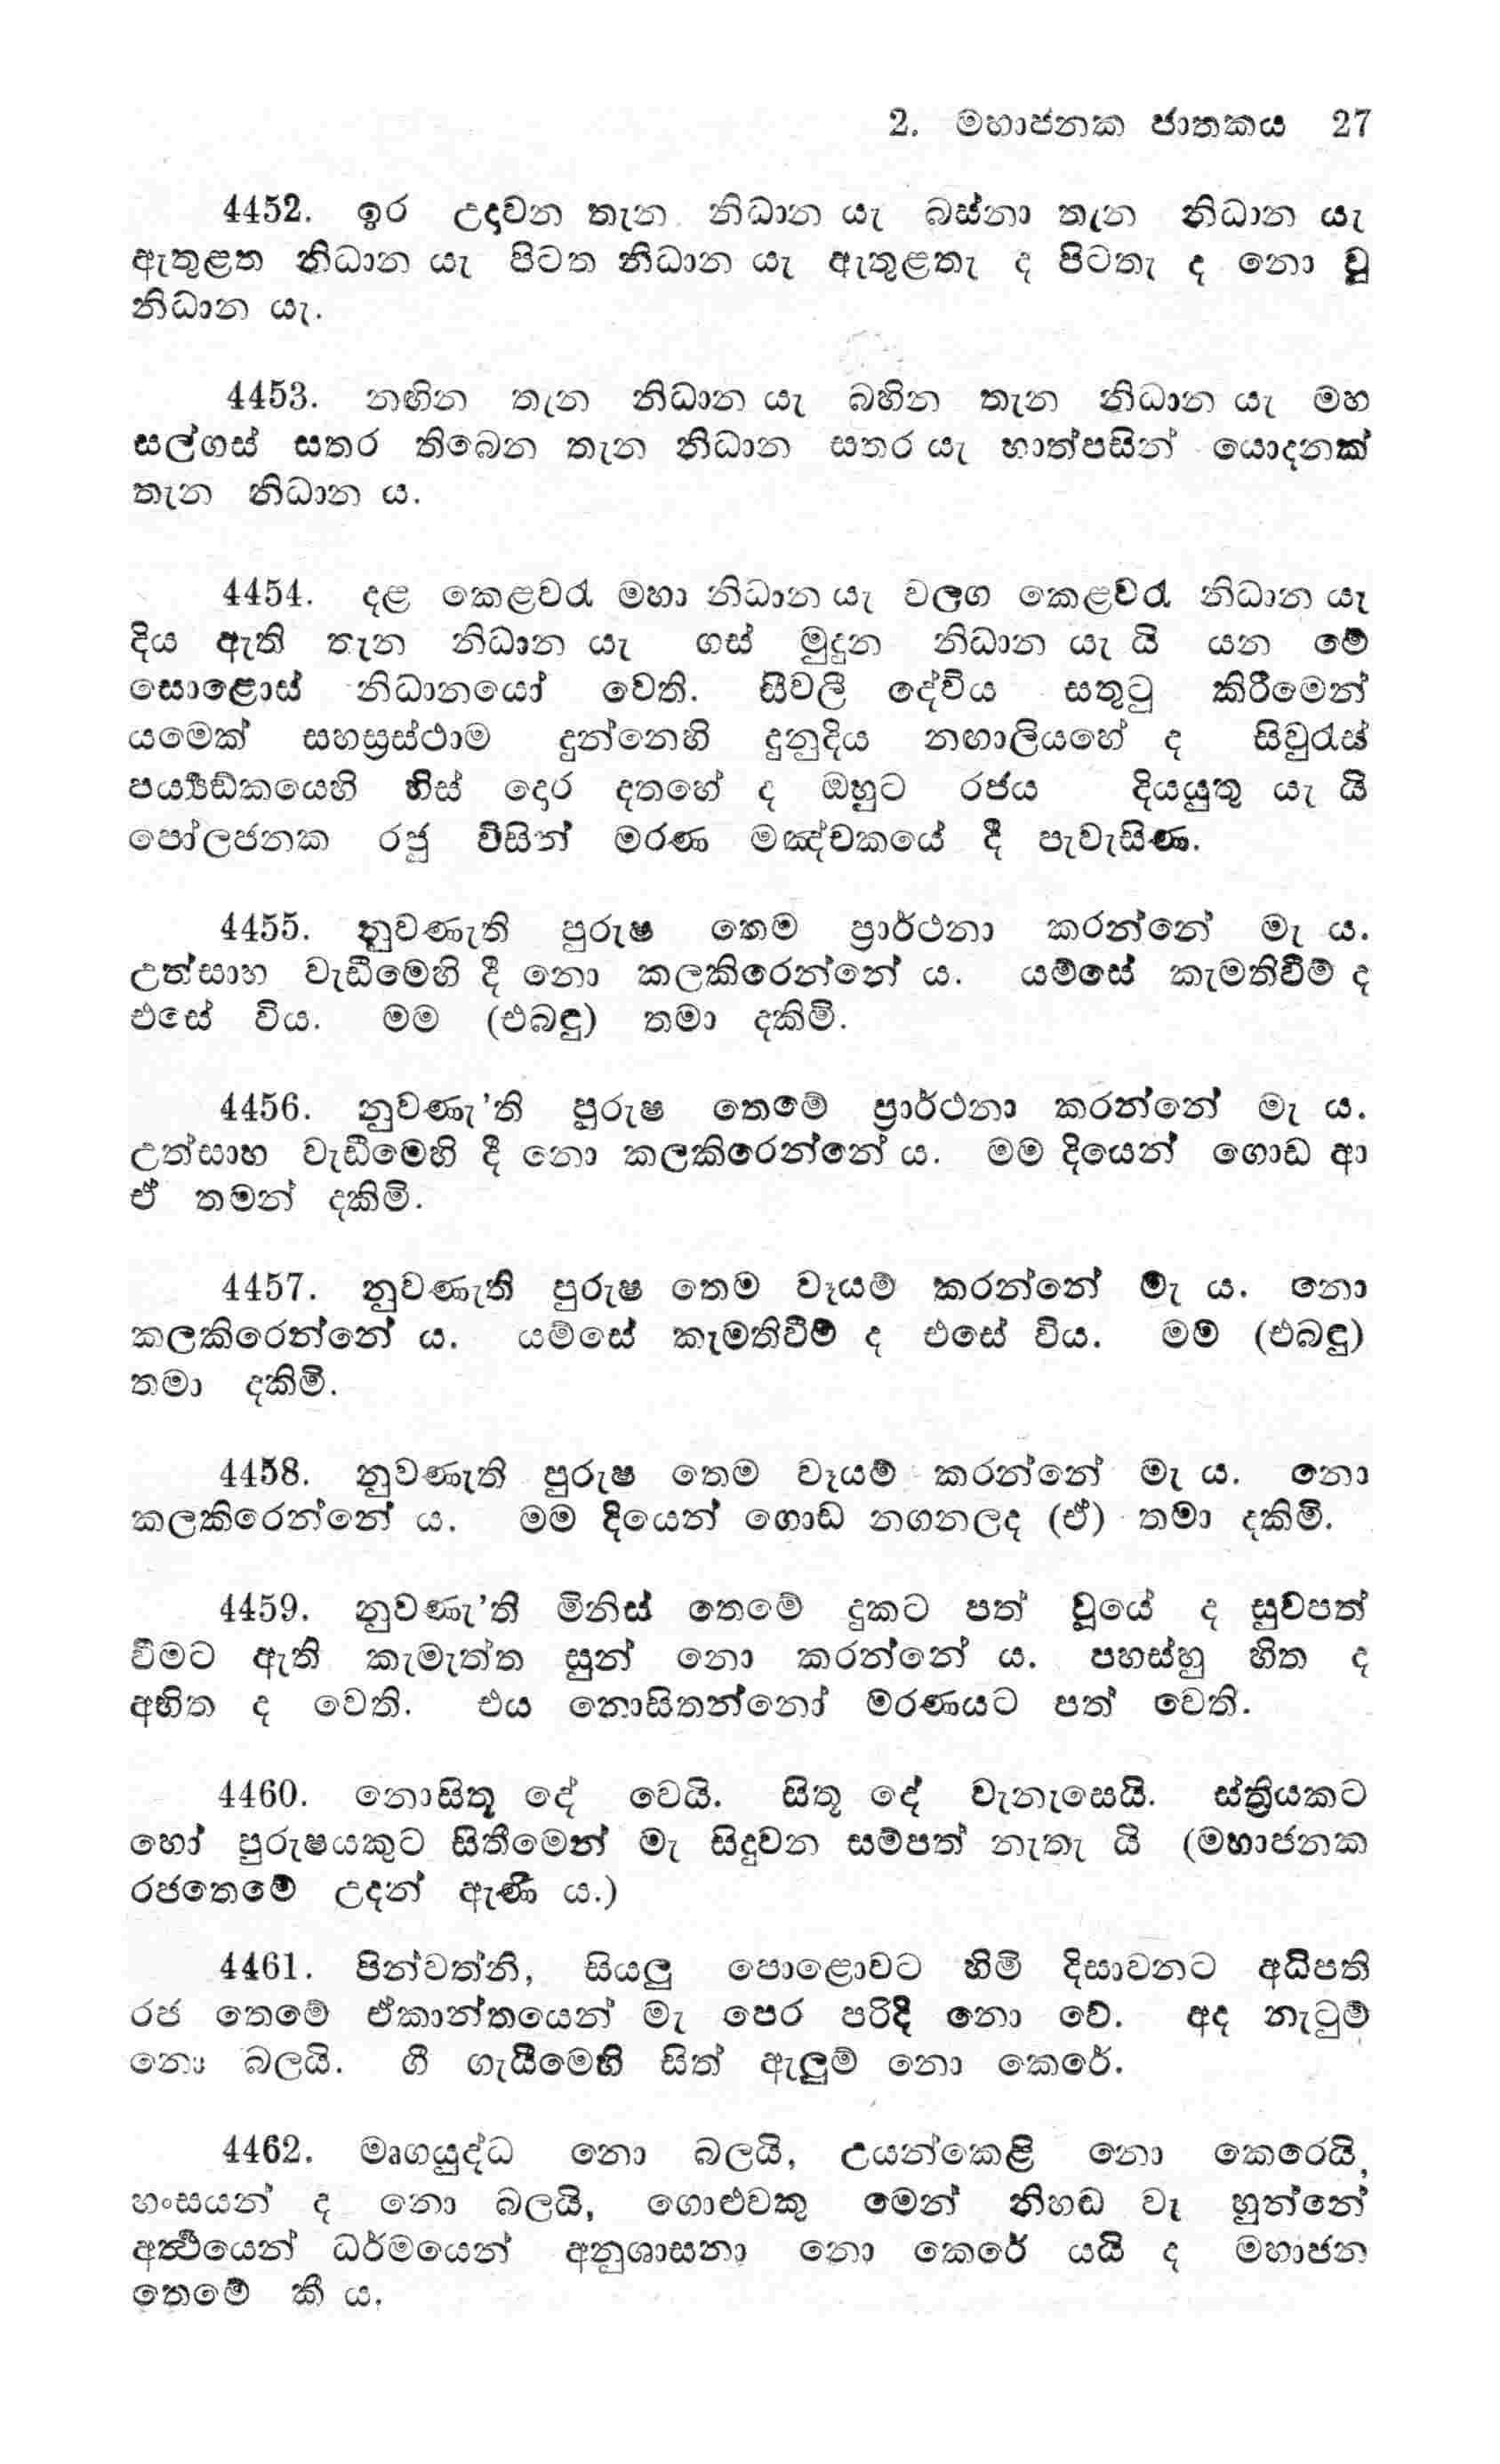 2. මහාජනක ජාතකය 27
4452. ඉර උදාවන තැන නිධාන යැ බස්නා තැන නිධාන යැ
ඇතුළත නිධාන යැ පිටත නිධාන යැ ඇතුළතැ ද පිටතැ ද නො වූ
නිධාන යැ.
4453. නඟින තැන නිධාන යැ බහින තැන නිධාන යැ මහ
සල්ගස් සතර තිබෙන තැන නිධාන සතර යැ හාත්පසින් යොදනක්
තැන නිධාන ය.
4454. දළ කෙළවරැ මහා නිධාන යැ වලග කෙළවරැ නිධාන යැ
දිය ඇති තැන නිධාන යැ ගස් මුදුන නිධාන යැ යි යන මේ
සොළොස් නිධානයෝ වෙති. සීවලී දේවිය සතුටු කිරීමෙන්
යමෙක් සහස්‍රස්ථාම දුන්නෙහි දුනුදිය නඟාලියහේ ද සිවුරැස්
පය්‍යර්ඞ්කයෙහි හිස් දොර දනහේ ද ඔහුට රජය දියයුතු යැ යි
පෝලජනක රජු විසින් මරණ මඤ්චකයේ දී පැවැසිණ.
4455. නුවණැති පුරුෂ තෙම ප්‍රාර්ථනා කරන්නේ මැ ය.
උත්සාහ වැඩීමෙහි දී නො කලකිරෙන්නේ ය. යම්සේ කැමතිවීම් ද
එසේ විය. මම (එබඳු) තමා දකිමි.
4456. නුවණැ’ති පුරුෂ තෙමේ ප්‍රාර්ථනා කරන්නේ මැ ය.
උත්සාහ වැඩීමෙහි දී නො කලකිරෙන්නේ ය. මම දියෙන් ගොඩ ආ
ඒ තමන් දකිමි.
4457. නුවණැති පුරුෂ තෙම වෑයම් කරන්නේ මැ ය. නො
කලකිරෙන්නේ ය. යම්සේ කැමතිවීම් ද එසේ විය. මම් (එබඳු)
තමා දකිමි.
4458. නුවණැති පුරුෂ තෙම වෑයම් කරන්නේ මැ ය. නො
කලකිරෙන්නේ ය. මම දියෙන් ගොඩ නගනලද (ඒ) තමා දකිමි.
4459. නුවණැ’ති මිනිස් තෙමේ දුකට පත් වූයේ ද සුවපත්
වීමට ඇති කැමැත්ත සුන් නො කරන්නේ ය. පහස්හු හිත ද
අහිත ද වෙති. එය නොසිතන්නෝ මරණයට පත් වෙති.
4460. නොසිතූ දේ වෙයි. සිතූ දේ වැනැසෙයි. ස්ත්‍රියකට
හෝ පුරුෂයකුට සිතීමෙන් මැ සිදුවන සම්පත් නැතැ යි (මහාජනක
රජතෙමේ උදන් ඇණී ය.)
4461. පින්වත්නි, සියලු පොළොවට හිමි දිසාවනට අධිපති
රජ තෙමේ ඒකාන්තයෙන් මැ පෙර පරිදි නො වේ. අද නැටුම්
නො බලයි. ගී ගැයීමෙහි සිත් ඇලුම් නො කෙරේ.
4462. මෘගයුද්ධ නො බලයි, උයන්කෙළි නො කෙරෙයි,
හංසයන් ද නො බලයි, ගොළුවකු මෙන් නිහඬ වැ හුන්නේ
අර්ත්‍ථයෙන් ධර්මයෙන් අනුශාසනා නො කෙරේ යයි ද මහාජන
තෙමේ කී ය.